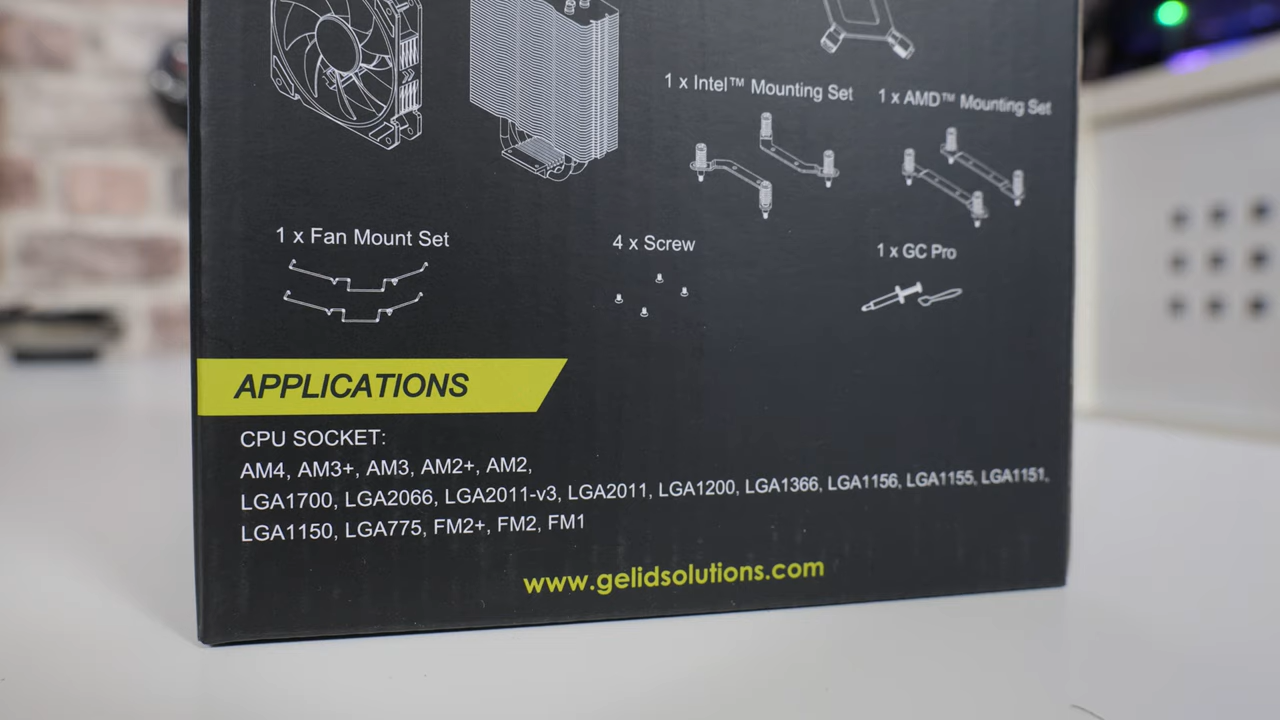 1 x Intel™ Mounting Set
1 x AMD™ Mounting Set
1 x Fan Mount Set
4 x Screw
1 x GC Pro
APPLICATIONS
CPU SOCKET:
AM4, AM3+, AM3, AM2+, AM2,
LGA1700, LGA2066, LGA2011-v3, LGA2011, LGA1200, LGA1366, LGA1156, LGA1155, LGA1151,
LGA1150, LGA775, FM2+, FM2, FM1
www.gelidsolutions.com